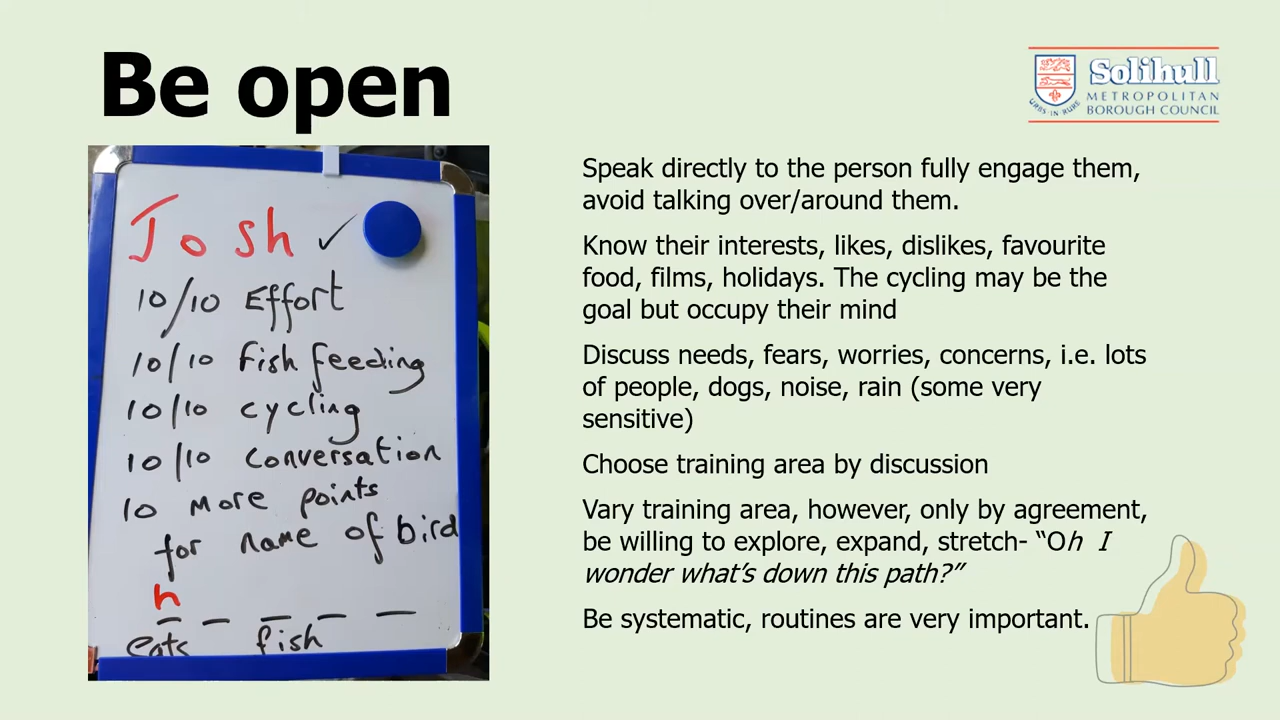 Be open
Solihull
METROPOLITAN
BOROUGH COUNCIL
URBS·IN·RURE
Josh ✓
10/10 Effort
10/10 fish feeding
10/10 cycling
10/10 conversation
10 more points
for name of bird
h
_ _ _ _ _
eats fish
Speak directly to the person fully engage them,
avoid talking over/around them.
Know their interests, likes, dislikes, favourite
food, films, holidays. The cycling may be the
goal but occupy their mind
Discuss needs, fears, worries, concerns, i.e. lots
of people, dogs, noise, rain (some very
sensitive)
Choose training area by discussion
Vary training area, however, only by agreement,
be willing to explore, expand, stretch- “Oh I
wonder what’s down this path?”
Be systematic, routines are very important.